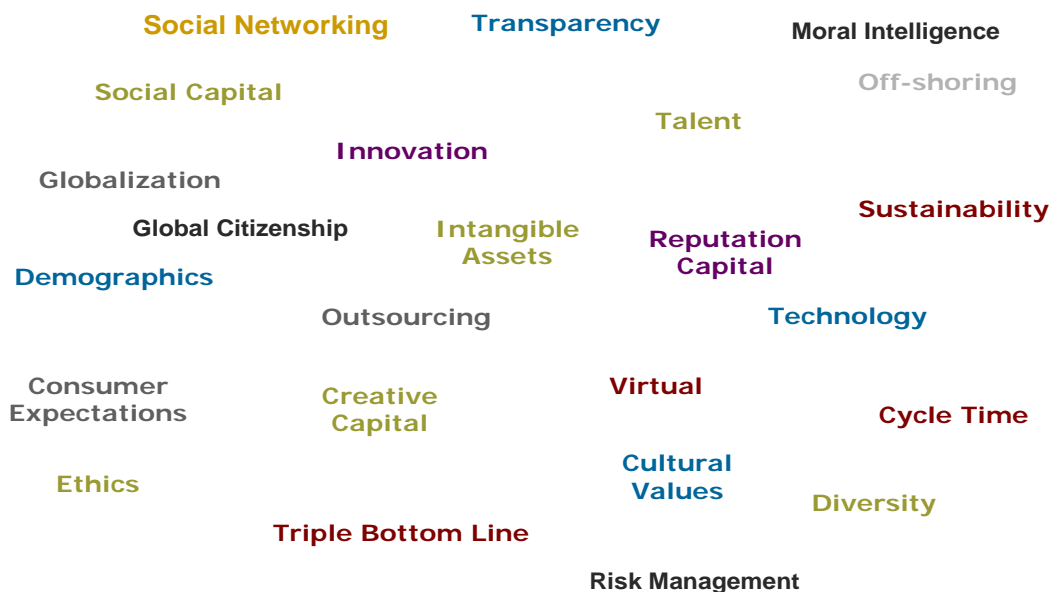 Social Networking
Transparency
Moral Intelligence
Off-shoring
Social Capital
Talent
Innovation
Globalization
Sustainability
Global Citizenship
Intangible
Assets
Reputation
Capital
Demographics
Outsourcing
Technology
Consumer
Expectations
Creative
Capital
Virtual
Cycle Time
Cultural
Values
Ethics
Diversity
Triple Bottom Line
Risk Management